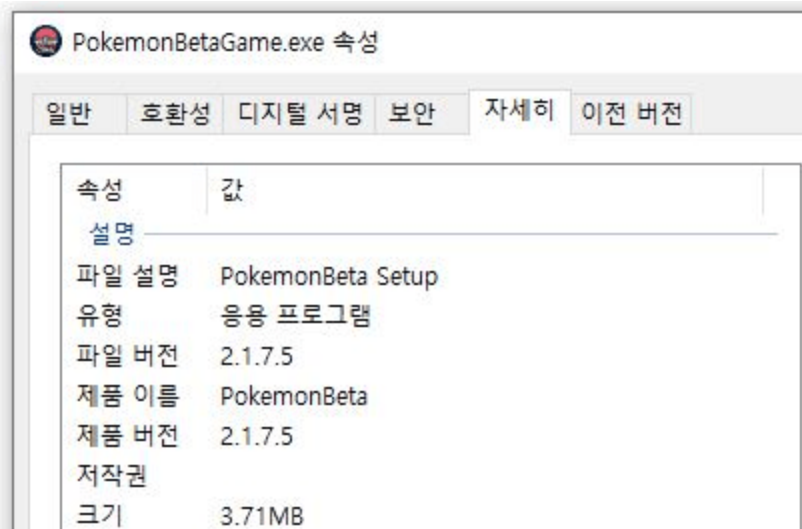 PokemonBetaGame.exe 속성
일반 호환성 디지털 서명 보안 자세히 이전 버전
속성 값
설명
파일 설명 PokemonBeta Setup
유형 응용 프로그램
파일 버전 2.1.7.5
제품 이름 PokemonBeta
제품 버전 2.1.7.5
저작권
크기 3.71MB